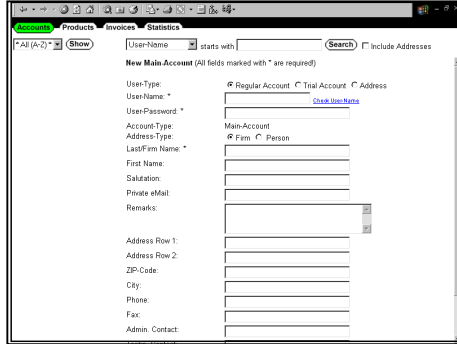 Accounts Products Invoices Statistics
* All (A-Z) * Show User-Name starts with Search Include Addresses
New Main-Account (All fields marked with * are required!)
User-Type: Regular Account Trial Account Address
User-Name: * Check User Name
User-Password: *
Account-Type: Main-Account
Address-Type: Firm Person
Last/Firm Name: *
First Name:
Salutation:
Private eMail:
Remarks:
Address Row 1:
Address Row 2:
ZIP-Code:
City:
Phone:
Fax:
Admin. Contact: